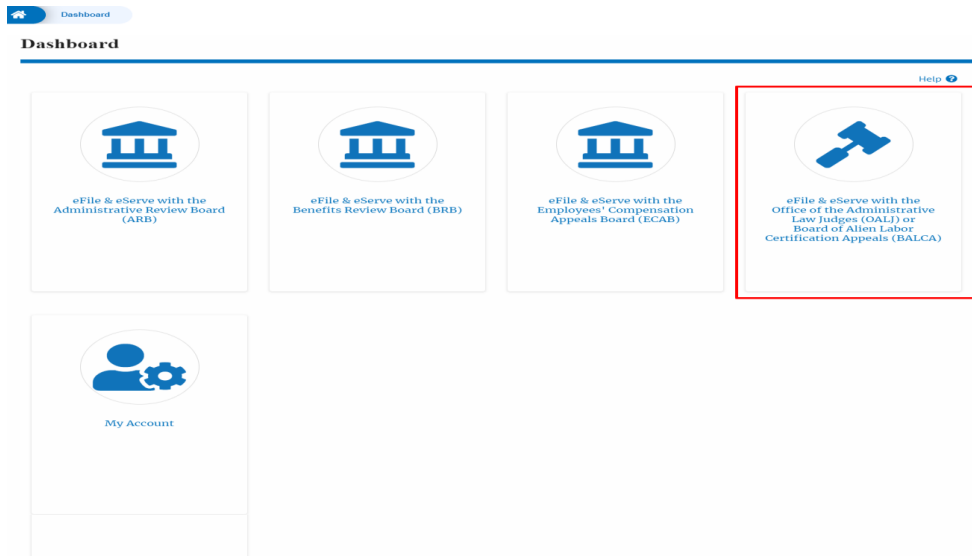 Dashboard
Dashboard
Help
eFile & eServe with the
Administrative Review Board
(ARB)
eFile & eServe with the
Benefits Review Board (BRB)
eFile & eServe with the
Employees' Compensation
Appeals Board (ECAB)
eFile & eServe with the
Office of the Administrative
Law Judges (OALJ) or
Board of Alien Labor
Certification Appeals (BALCA)
My Account